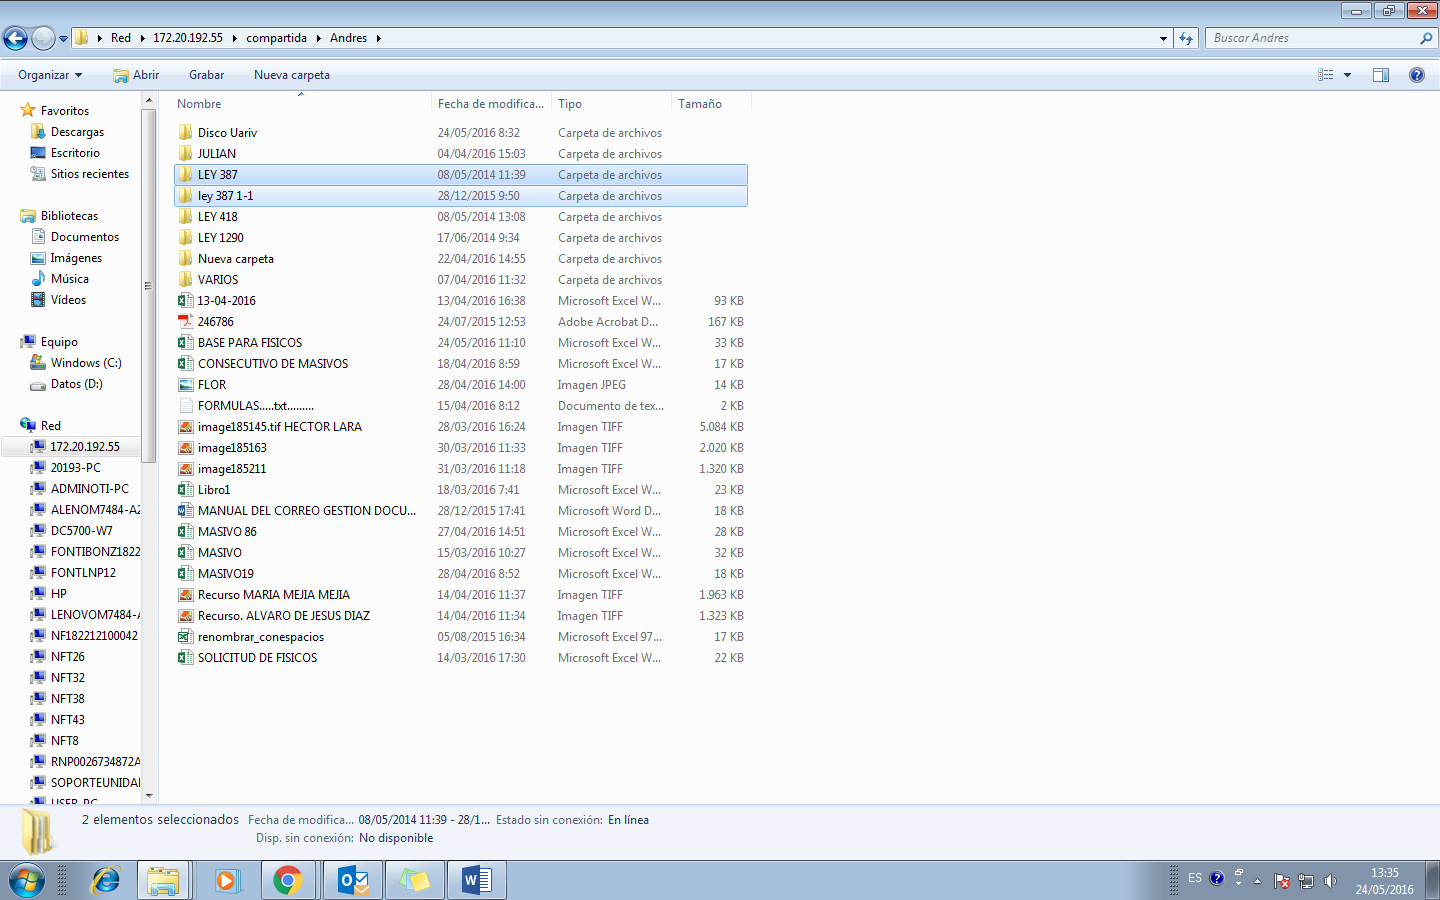 Red 172.20.192.55 compartida Andres
Buscar Andres
Organizar Abrir Grabar Nueva carpeta
Nombre Fecha de modifica... Tipo Tamaño
Favoritos
Descargas
Escritorio
Sitios recientes
Bibliotecas
Documentos
Imágenes
Música
Vídeos
Equipo
Windows (C:)
Datos (D:)
Red
172.20.192.55
20193-PC
ADMINOTI-PC
ALENOM7484-A2
DC5700-W7
FONTIBONZ1822
FONTLNP12
HP
LENOVOM7484-A
NF182212100042
NFT26
NFT32
NFT38
NFT43
NFT8
RNP0026734872A
SOPORTEUNIDAI
USER-PC
Disco Uariv 24/05/2016 8:32 Carpeta de archivos
JULIAN 04/04/2016 15:03 Carpeta de archivos
LEY 387 08/05/2014 11:39 Carpeta de archivos
ley 387 1-1 28/12/2015 9:50 Carpeta de archivos
LEY 418 08/05/2014 13:08 Carpeta de archivos
LEY 1290 17/06/2014 9:34 Carpeta de archivos
Nueva carpeta 22/04/2016 14:55 Carpeta de archivos
VARIOS 07/04/2016 11:32 Carpeta de archivos
13-04-2016 13/04/2016 16:38 Microsoft Excel W... 93 KB
246786 24/07/2015 12:53 Adobe Acrobat D... 167 KB
BASE PARA FISICOS 24/05/2016 11:10 Microsoft Excel W... 33 KB
CONSECUTIVO DE MASIVOS 18/04/2016 8:59 Microsoft Excel W... 17 KB
FLOR 28/04/2016 14:00 Imagen JPEG 14 KB
FORMULAS.....txt......... 15/04/2016 8:12 Documento de tex... 2 KB
image185145.tif HECTOR LARA 28/03/2016 16:24 Imagen TIFF 5.084 KB
image185163 30/03/2016 11:33 Imagen TIFF 2.020 KB
image185211 31/03/2016 11:18 Imagen TIFF 1.320 KB
Libro1 18/03/2016 7:41 Microsoft Excel W... 23 KB
MANUAL DEL CORREO GESTION DOCU... 28/12/2015 17:41 Microsoft Word D... 18 KB
MASIVO 86 27/04/2016 14:51 Microsoft Excel W... 28 KB
MASIVO 15/03/2016 10:27 Microsoft Excel W... 32 KB
MASIVO19 28/04/2016 8:52 Microsoft Excel W... 18 KB
Recurso MARIA MEJIA MEJIA 14/04/2016 11:37 Imagen TIFF 1.963 KB
Recurso. ALVARO DE JESUS DIAZ 14/04/2016 11:34 Imagen TIFF 1.323 KB
renombrar_conespacios 05/08/2015 16:34 Microsoft Excel 97... 17 KB
SOLICITUD DE FISICOS 14/03/2016 17:30 Microsoft Excel W... 22 KB
2 elementos seleccionados Fecha de modifica... 08/05/2014 11:39 - 28/1... Estado sin conexión: En línea
Disp. sin conexión: No disponible
ES
13:35
24/05/2016